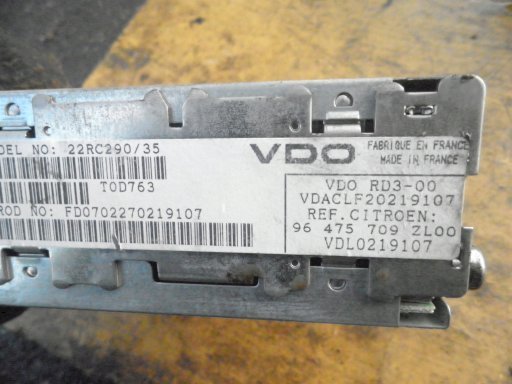 DEL NO: 22RC290/35
T0D763
ROD NO: FD0702270219107
VDO
FABRIQUE EN FRANCE
MADE IN FRANCE
VDO RD3-00
VDACLF20219107
REF.CITROEN:
96 475 709 ZL00
VDL0219107